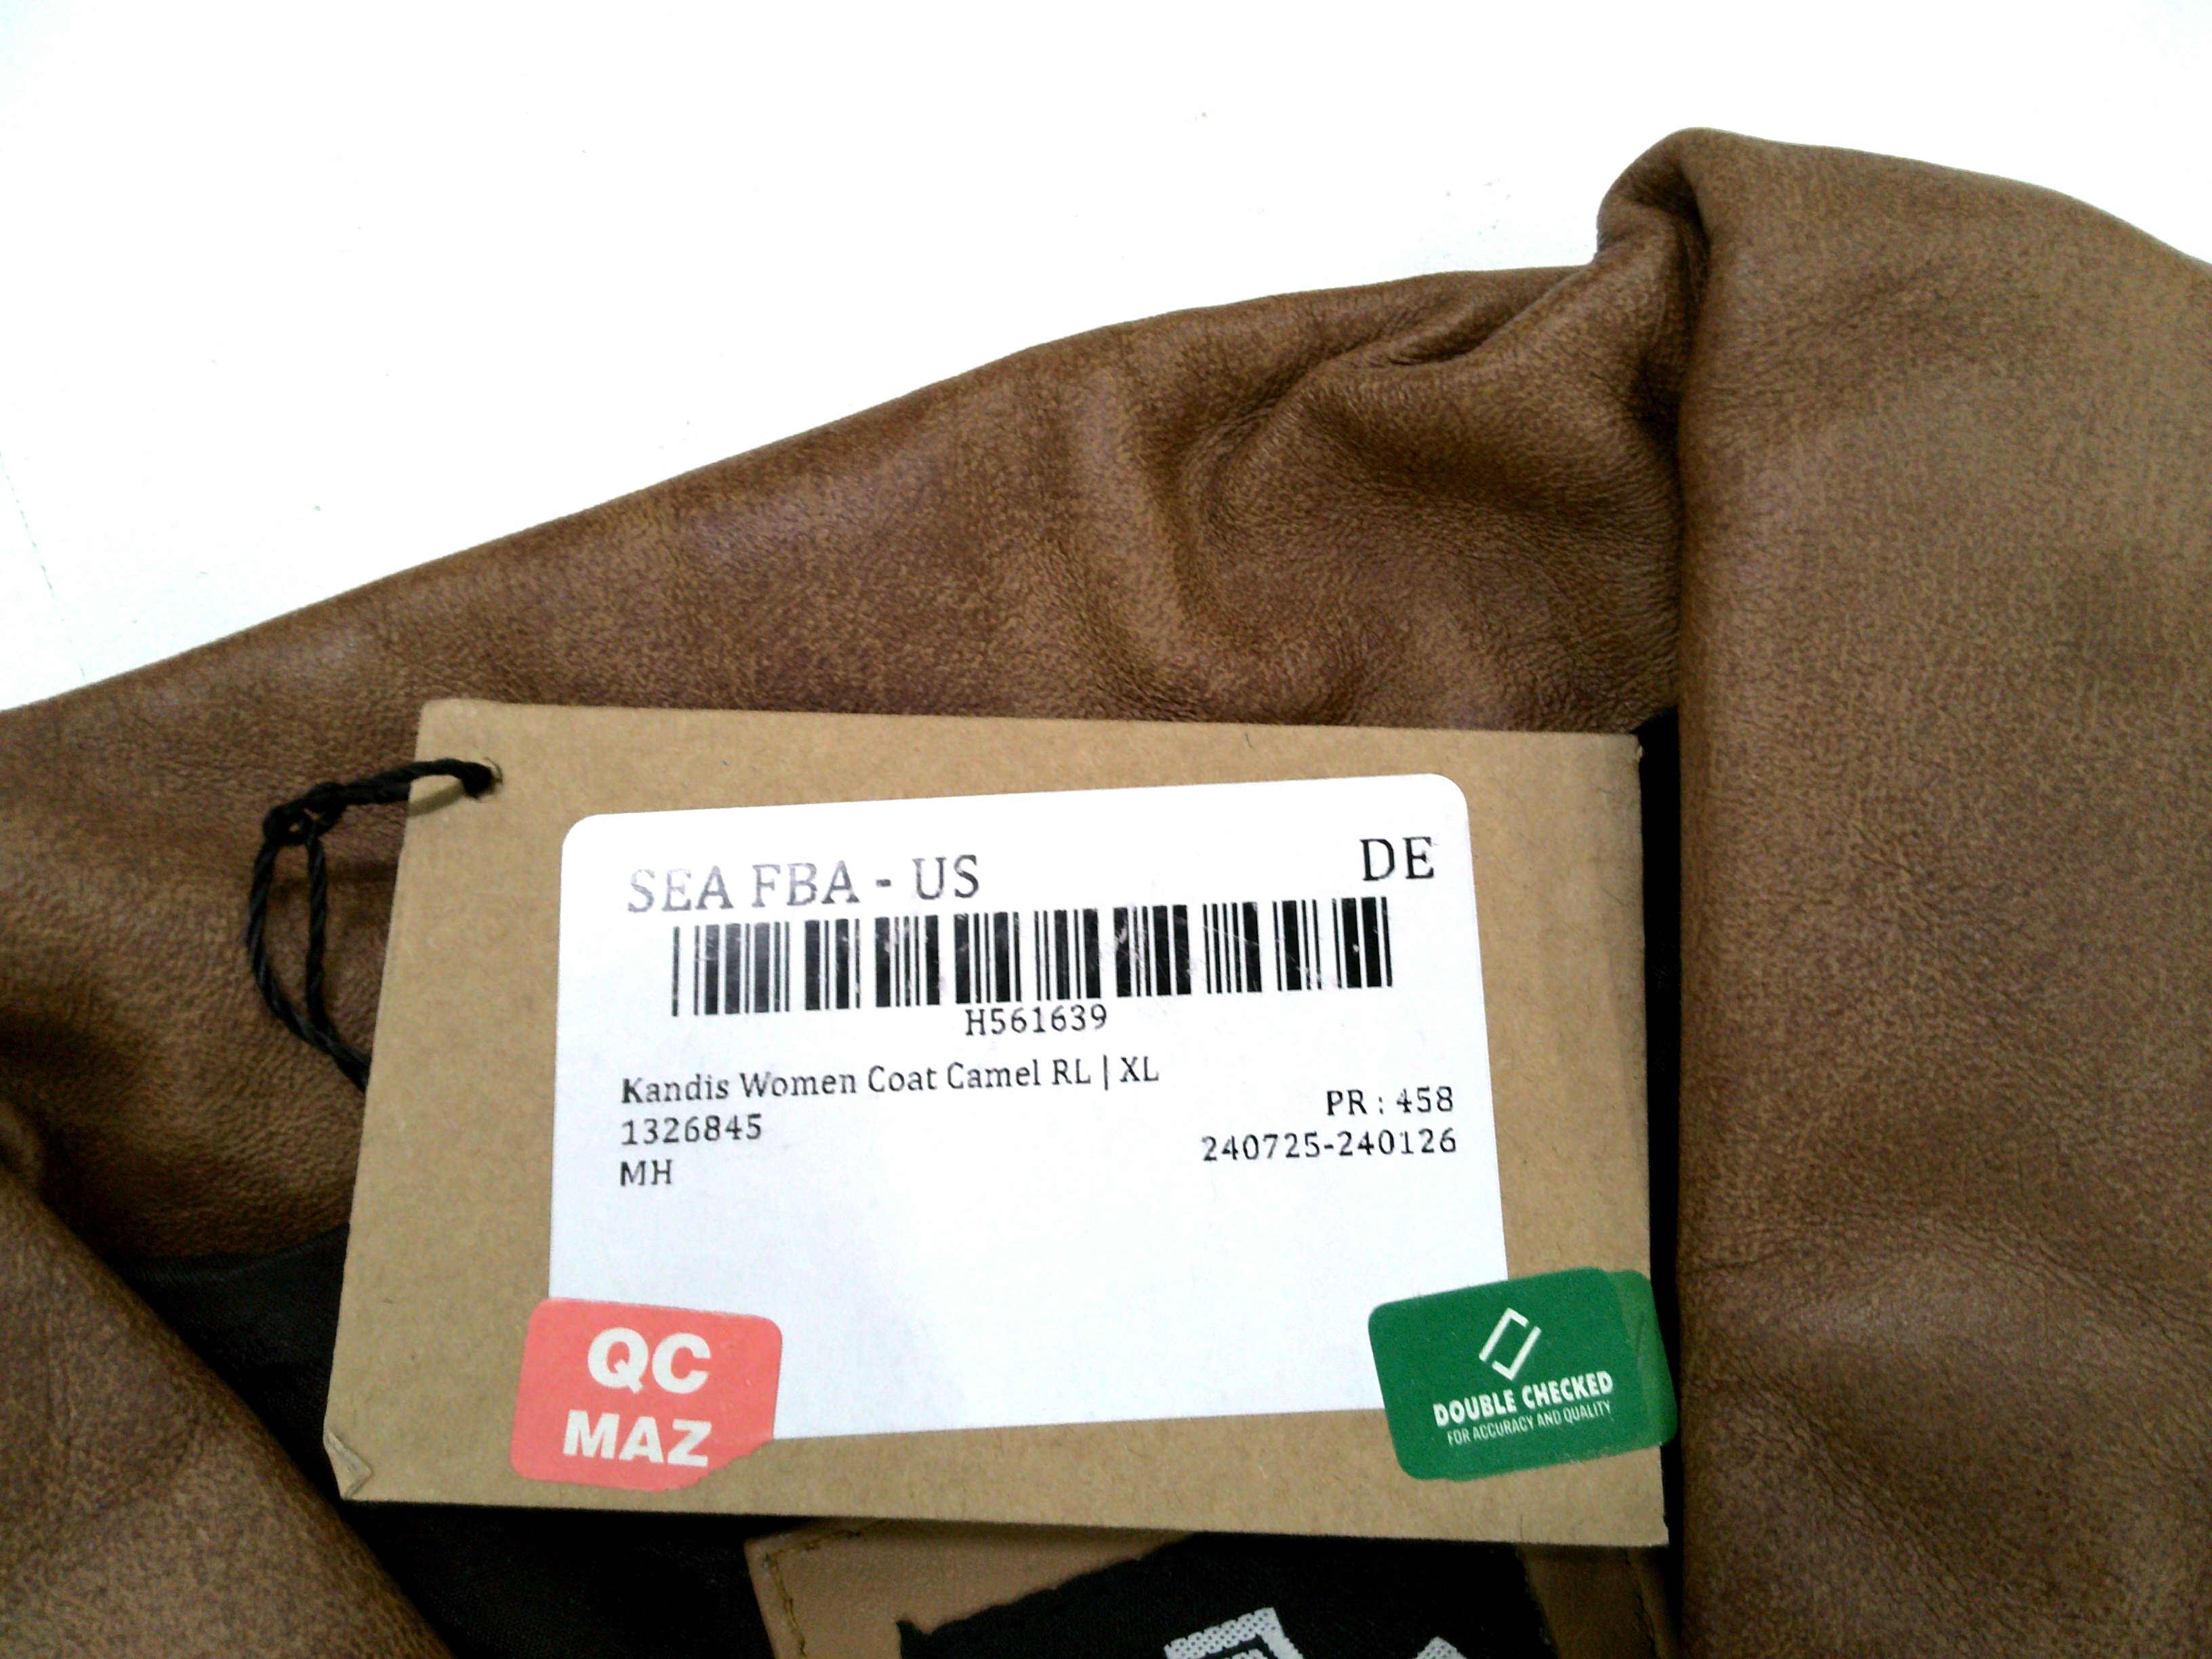 SEA FBA - US DE
H561639
Kandis Women Coat Camel RL | XL
1326845
PR : 458
MH
240725-240126
QC
MAZ
DOUBLE CHECKED
FOR ACCURACY AND QUALITY